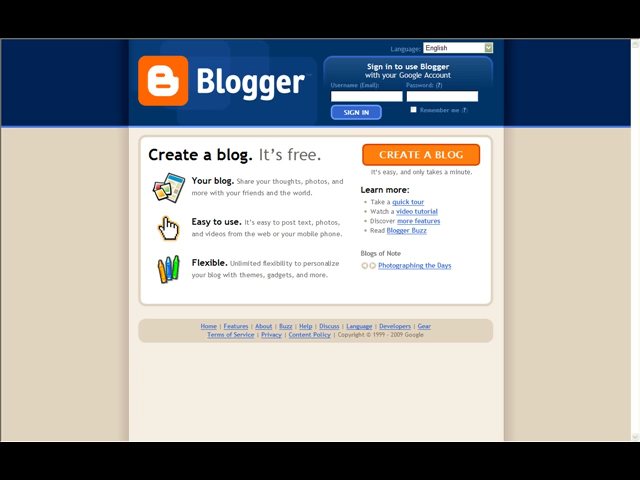 Language: English
Blogger™
Sign in to use Blogger
with your Google Account
Username (Email): Password: (?)
SIGN IN Remember me (?)
Create a blog. It's free.
CREATE A BLOG
It's easy, and only takes a minute.
Your blog. Share your thoughts, photos, and
more with your friends and the world.
Easy to use. It's easy to post text, photos,
and videos from the web or your mobile phone.
Flexible. Unlimited flexibility to personalize
your blog with themes, gadgets, and more.
Learn more:
Take a quick tour
Watch a video tutorial
Discover more features
Read Blogger Buzz
Blogs of Note
Photographing the Days
Home | Features | About | Buzz | Help | Discuss | Language | Developers | Gear
Terms of Service | Privacy | Content Policy | Copyright © 1999 - 2009 Google